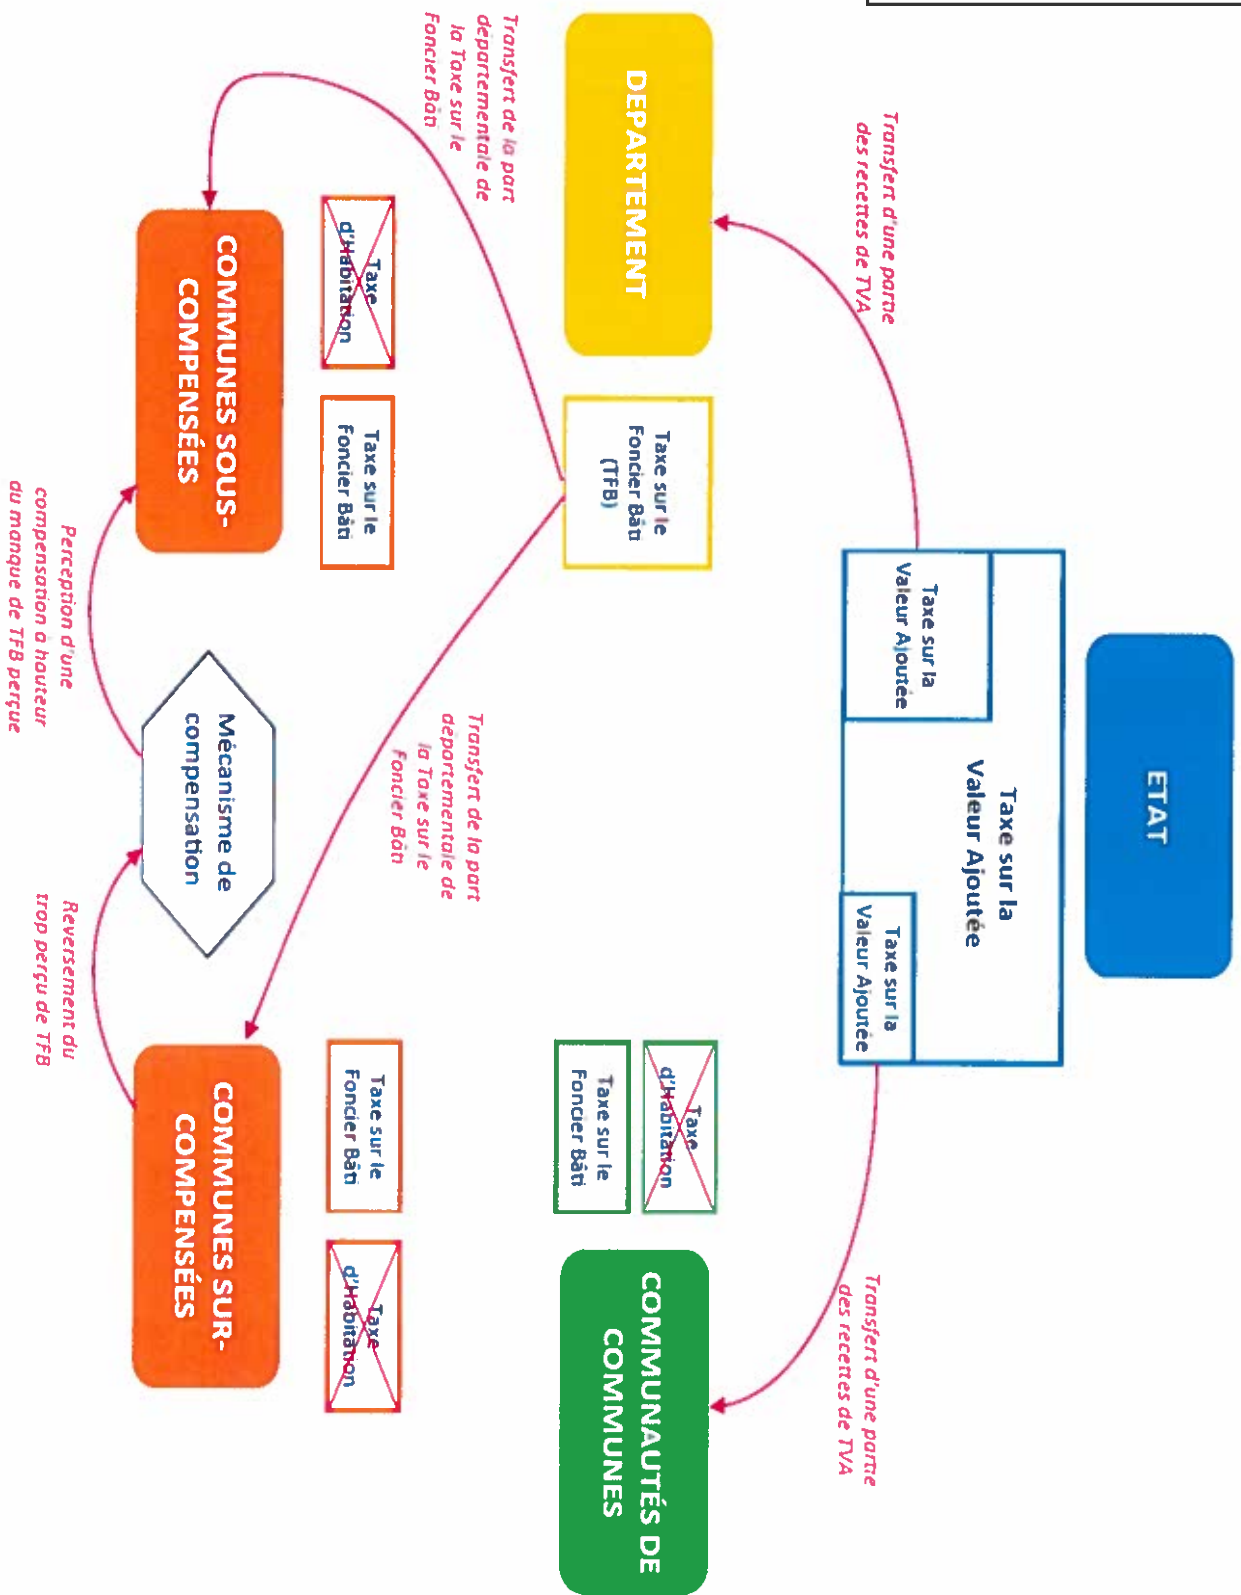 ETAT
Taxe sur la
Valeur Ajoutée
Taxe sur la
Valeur Ajoutée
Taxe sur la
Valeur Ajoutée
Transfert d'une partie
des recettes de TVA
Transfert d'une partie
des recettes de TVA
DEPARTEMENT
Taxe sur le
Foncier Bâti
(TFB)
Taxe
d'Habitation
Taxe sur le
Foncier Bâti
COMMUNAUTÉS DE
COMMUNES
Transfert de la part
départementale de
la Taxe sur le
Foncier Bâti
Transfert de la part
départementale de
la Taxe sur le
Foncier Bâti
Taxe
d'Habitation
Taxe sur le
Foncier Bâti
Taxe sur le
Foncier Bâti
Taxe
d'Habitation
COMMUNES SOUS-
COMPENSÉES
Mécanisme de
compensation
COMMUNES SUR-
COMPENSÉES
Perception d'une
compensation à hauteur
du manque de TFB perçue
Reversement du
trop perçu de TFB